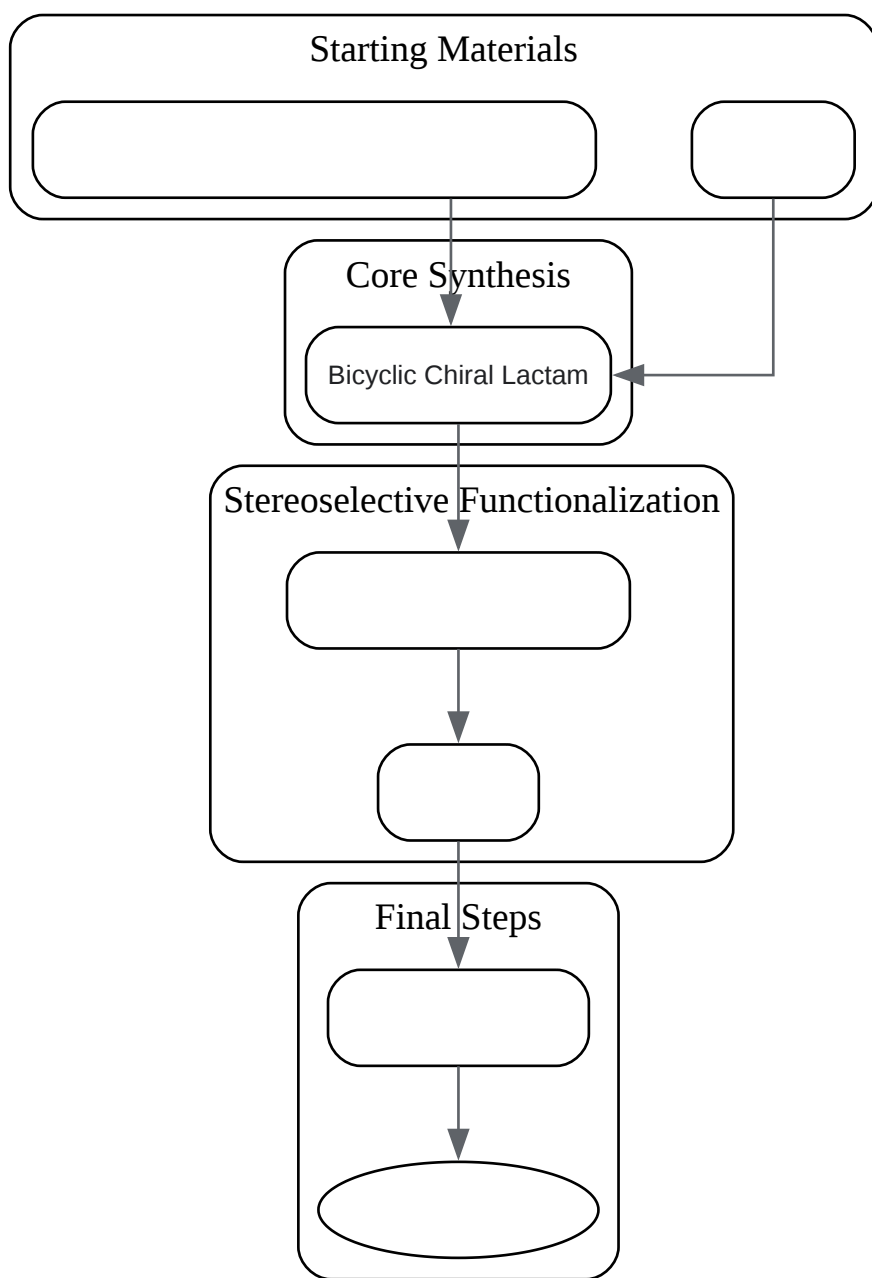 Starting Materials
Core Synthesis
Bicyclic Chiral Lactam
Stereoselective Functionalization
Final Steps